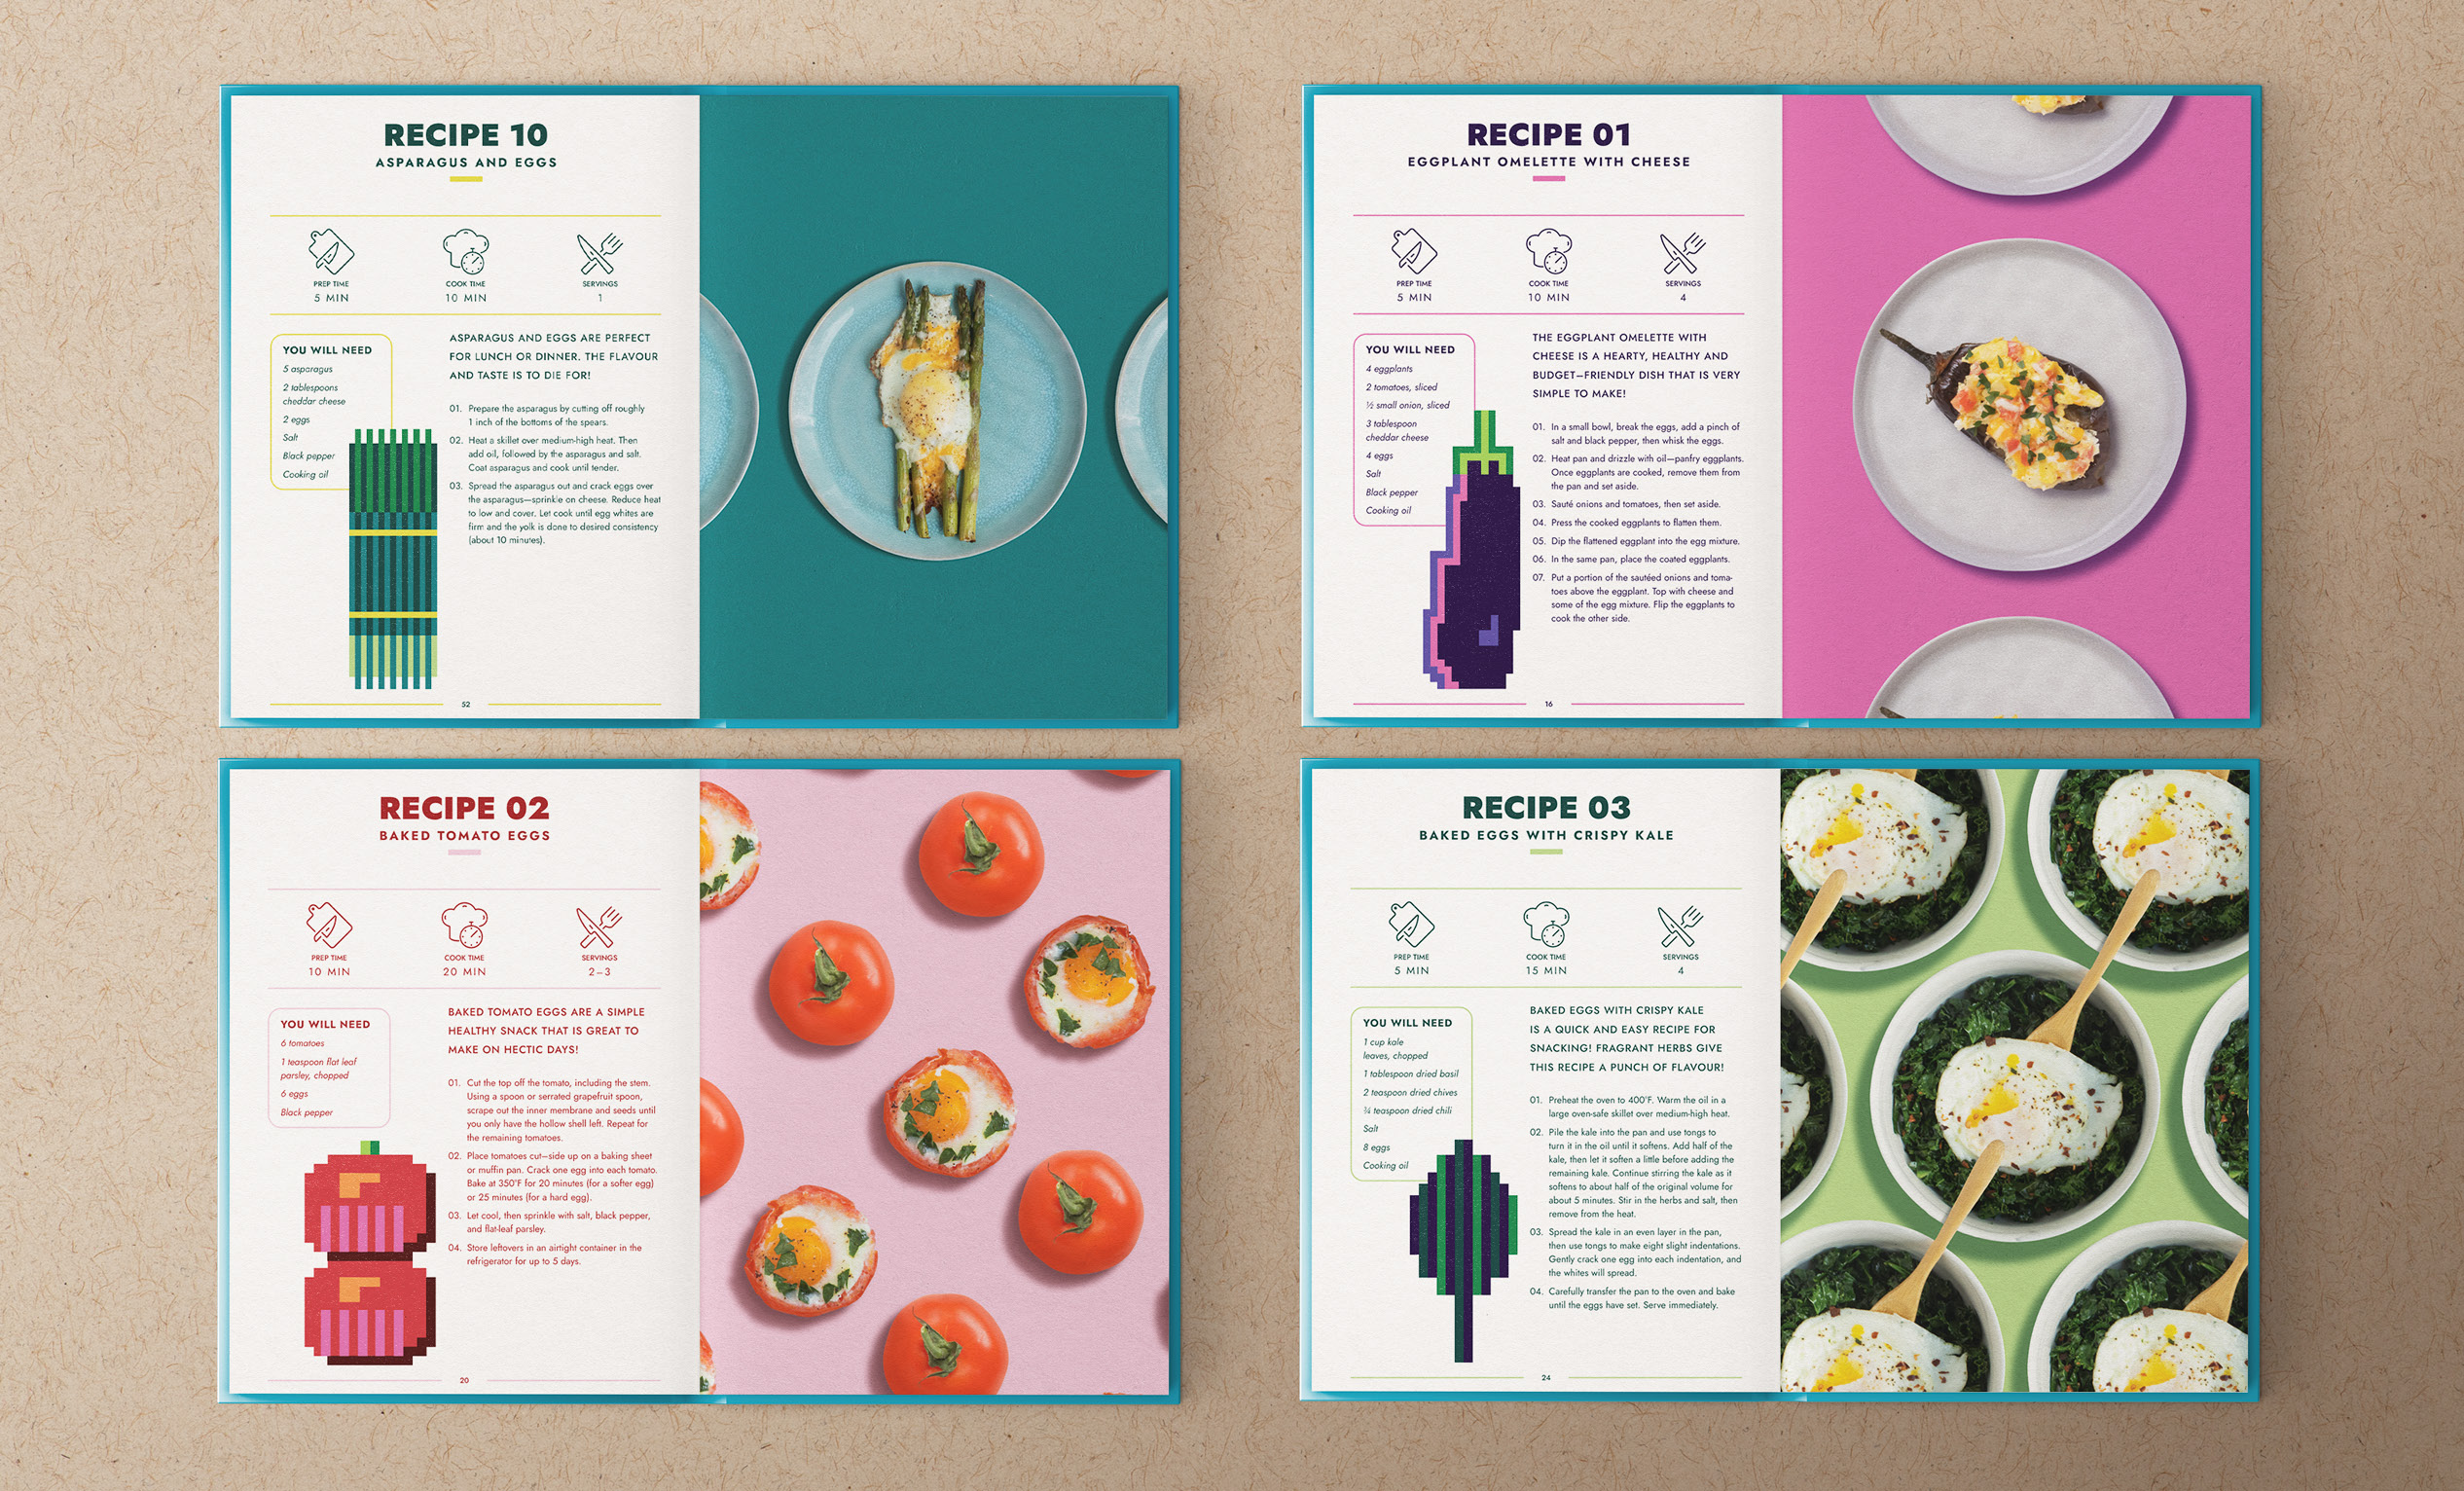 RECIPE 10
ASPARAGUS AND EGGS
PREP TIME
5 MIN
COOK TIME
10 MIN
SERVINGS
1
YOU WILL NEED
5 asparagus
2 tablespoons
cheddar cheese
2 eggs
Salt
Black pepper
Cooking oil
ASPARAGUS AND EGGS ARE PERFECT
FOR LUNCH OR DINNER. THE FLAVOUR
AND TASTE IS TO DIE FOR!
01. Prepare the asparagus by cutting off roughly
1 inch of the bottoms of the spears.
02. Heat a skillet over medium-high heat. Then
add oil, followed by the asparagus and salt.
Coat asparagus and cook until tender.
03. Spread the asparagus out and crack eggs over
the asparagus—sprinkle on cheese. Reduce heat
to low and cover. Let cook until egg whites are
firm and the yolk is done to desired consistency
(about 10 minutes).
52
RECIPE 01
EGGPLANT OMELETTE WITH CHEESE
PREP TIME
5 MIN
COOK TIME
10 MIN
SERVINGS
4
YOU WILL NEED
4 eggplants
2 tomatoes, sliced
½ small onion, sliced
3 tablespoon
cheddar cheese
4 eggs
Salt
Black pepper
Cooking oil
THE EGGPLANT OMELETTE WITH
CHEESE IS A HEARTY, HEALTHY AND
BUDGET–FRIENDLY DISH THAT IS VERY
SIMPLE TO MAKE!
01. In a small bowl, break the eggs, add a pinch of
salt and black pepper, then whisk the eggs.
02. Heat pan and drizzle with oil—panfry eggplants.
Once eggplants are cooked, remove them from
the pan and set aside.
03. Sauté onions and tomatoes, then set aside.
04. Press the cooked eggplants to flatten them.
05. Dip the flattened eggplant into the egg mixture.
06. In the same pan, place the coated eggplants.
07. Put a portion of the sautéed onions and toma-
toes above the eggplant. Top with cheese and
some of the egg mixture. Flip the eggplants to
cook the other side.
16
RECIPE 02
BAKED TOMATO EGGS
PREP TIME
10 MIN
COOK TIME
20 MIN
SERVINGS
2–3
YOU WILL NEED
6 tomatoes
1 teaspoon flat leaf
parsley, chopped
6 eggs
Black pepper
BAKED TOMATO EGGS ARE A SIMPLE
HEALTHY SNACK THAT IS GREAT TO
MAKE ON HECTIC DAYS!
01. Cut the top off the tomato, including the stem.
Using a spoon or serrated grapefruit spoon,
scrape out the inner membrane and seeds until
you only have the hollow shell left. Repeat for
the remaining tomatoes.
02. Place tomatoes cut—side up on a baking sheet
or muffin pan. Crack one egg into each tomato.
Bake at 350°F for 20 minutes (for a softer egg)
or 25 minutes (for a hard egg).
03. Let cool, then sprinkle with salt, black pepper,
and flat-leaf parsley.
04. Store leftovers in an airtight container in the
refrigerator for up to 5 days.
20
RECIPE 03
BAKED EGGS WITH CRISPY KALE
PREP TIME
5 MIN
COOK TIME
15 MIN
SERVINGS
4
YOU WILL NEED
1 cup kale
leaves, chopped
1 tablespoon dried basil
2 teaspoon dried chives
¼ teaspoon dried chili
Salt
8 eggs
Cooking oil
BAKED EGGS WITH CRISPY KALE
IS A QUICK AND EASY RECIPE FOR
SNACKING! FRAGRANT HERBS GIVE
THIS RECIPE A PUNCH OF FLAVOUR!
01. Preheat the oven to 400°F. Warm the oil in a
large oven-safe skillet over medium-high heat.
02. Pile the kale into the pan and use tongs to
turn it in the oil until it softens. Add half of the
kale, then let it soften a little before adding the
remaining kale. Continue stirring the kale as it
softens to about half of the original volume for
about 5 minutes. Stir in the herbs and salt, then
remove from the heat.
03. Spread the kale in an even layer in the pan,
then use tongs to make eight slight indentations.
Gently crack one egg into each indentation, and
the whites will spread.
04. Carefully transfer the pan to the oven and bake
until the eggs have set. Serve immediately.
24